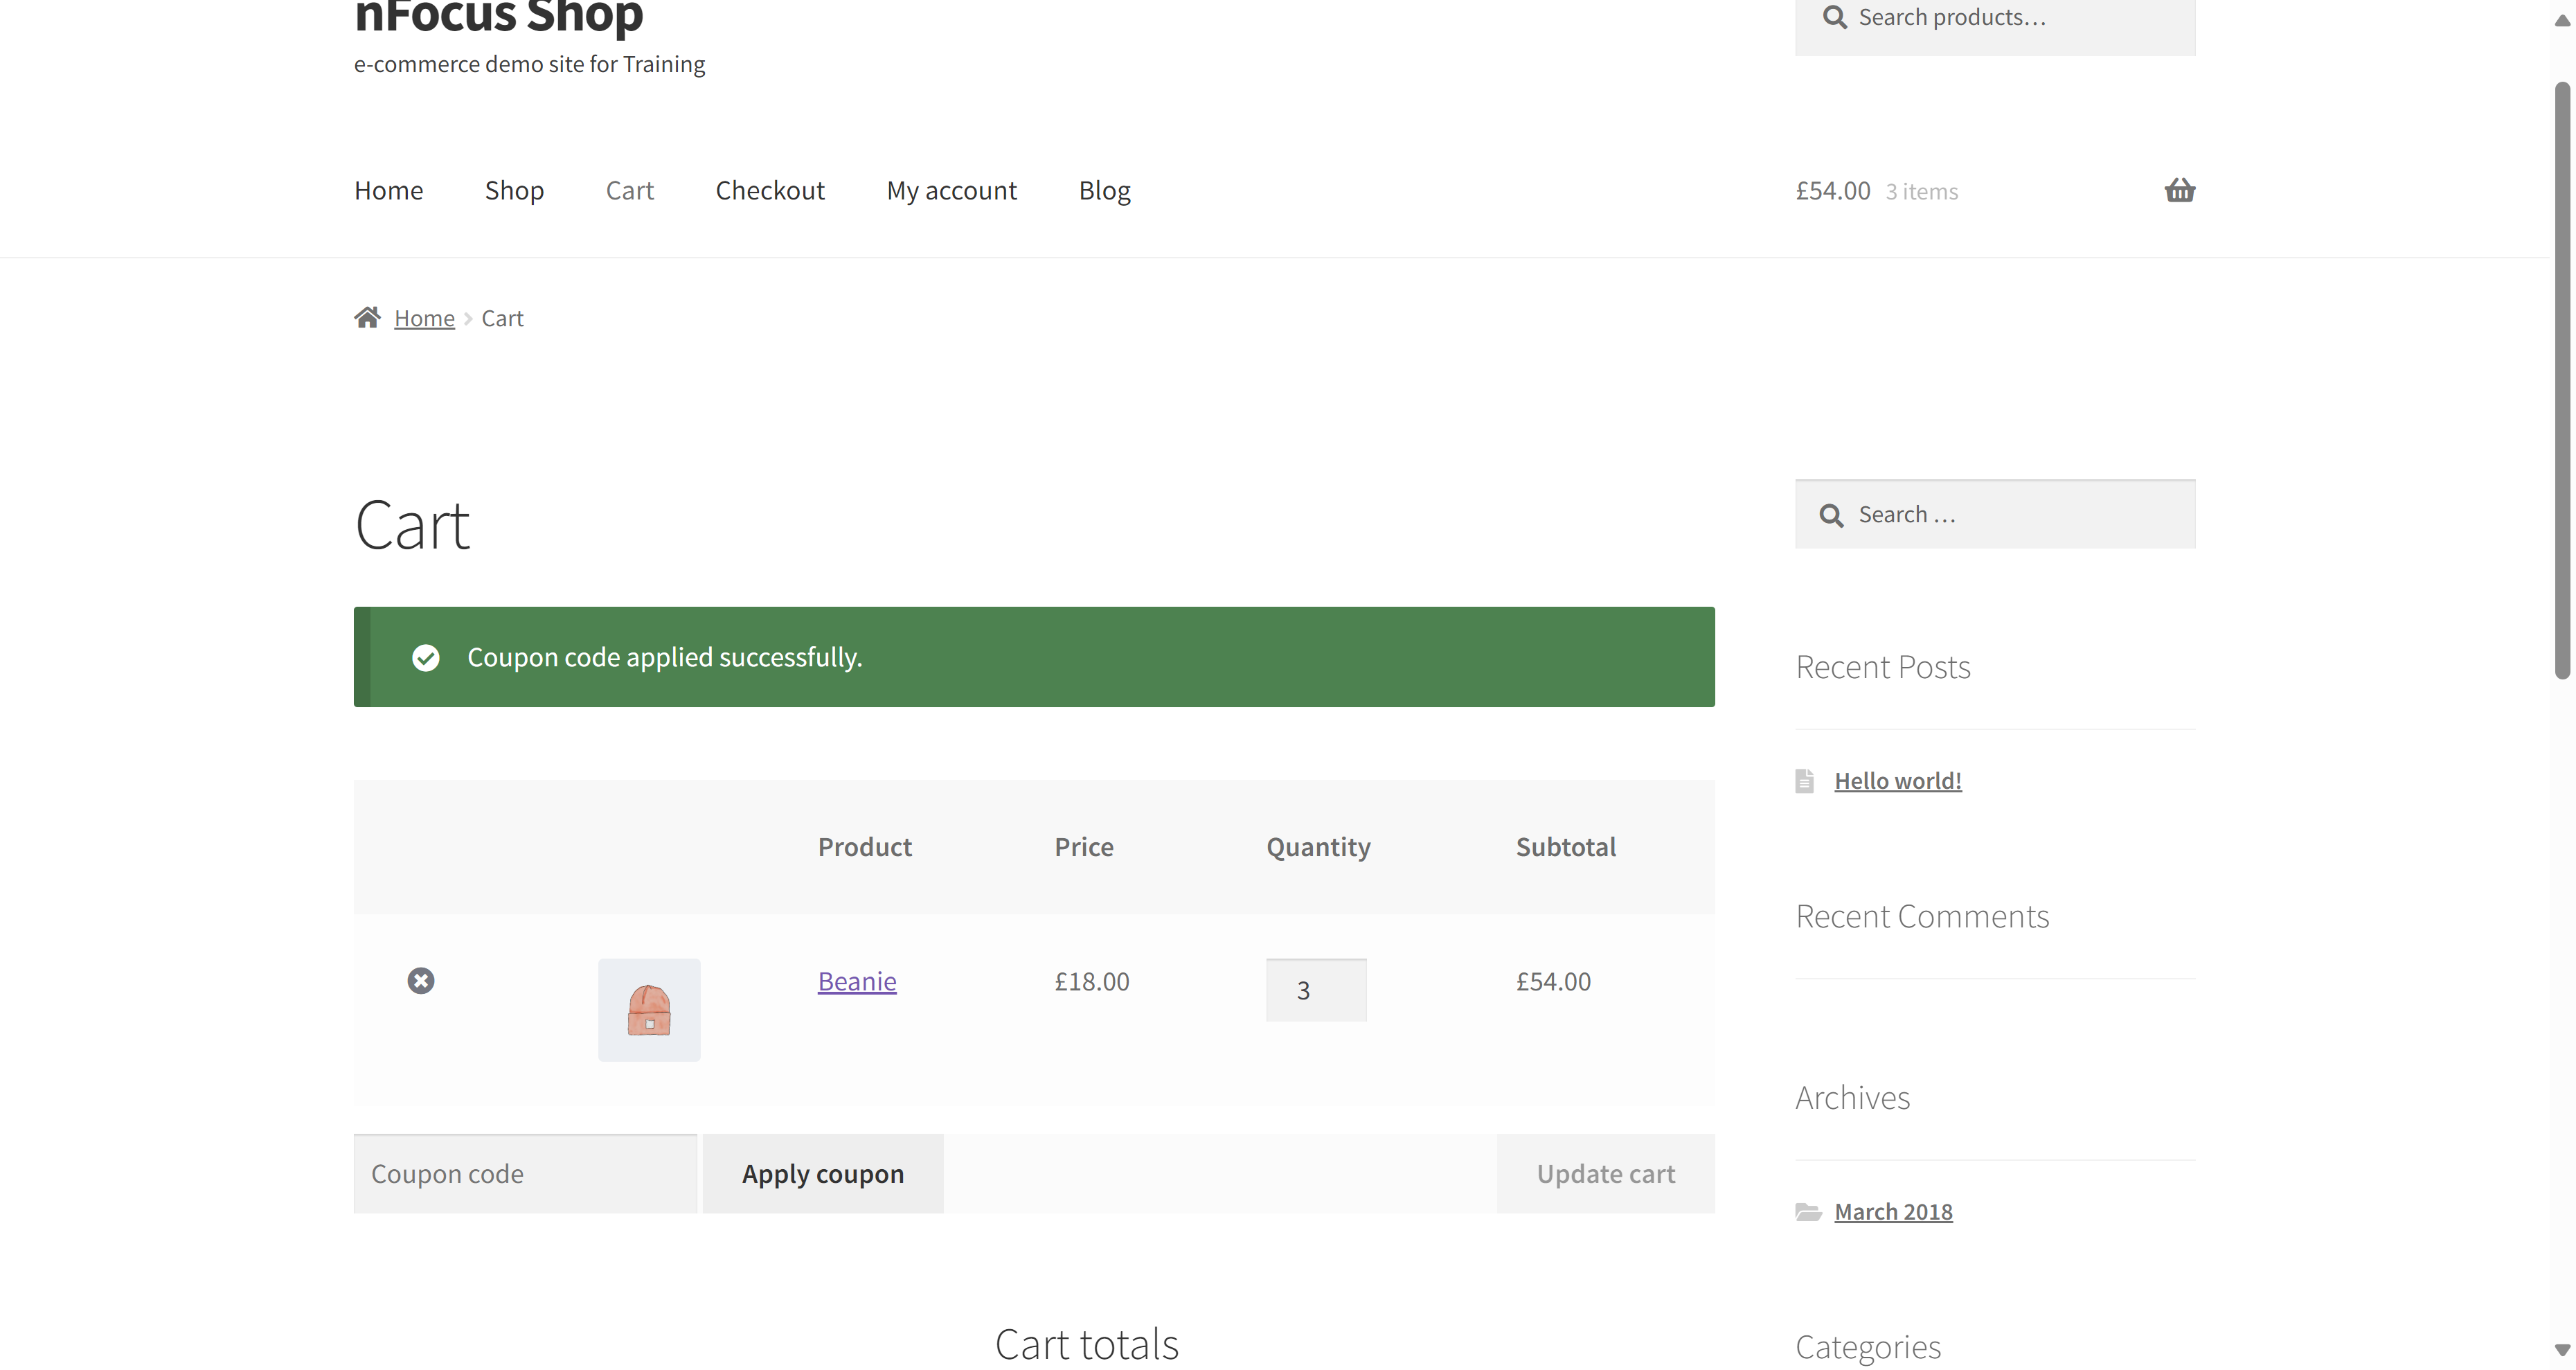 nFocus Shop
e-commerce demo site for Training
Search products…
Home Shop Cart Checkout My account Blog
£54.00 3 items
Home Cart
Cart
Coupon code applied successfully.
Product Price Quantity Subtotal
Beanie £18.00 3 £54.00
Coupon code Apply coupon Update cart
Cart totals
Search …
Recent Posts
Hello world!
Recent Comments
Archives
March 2018
Categories